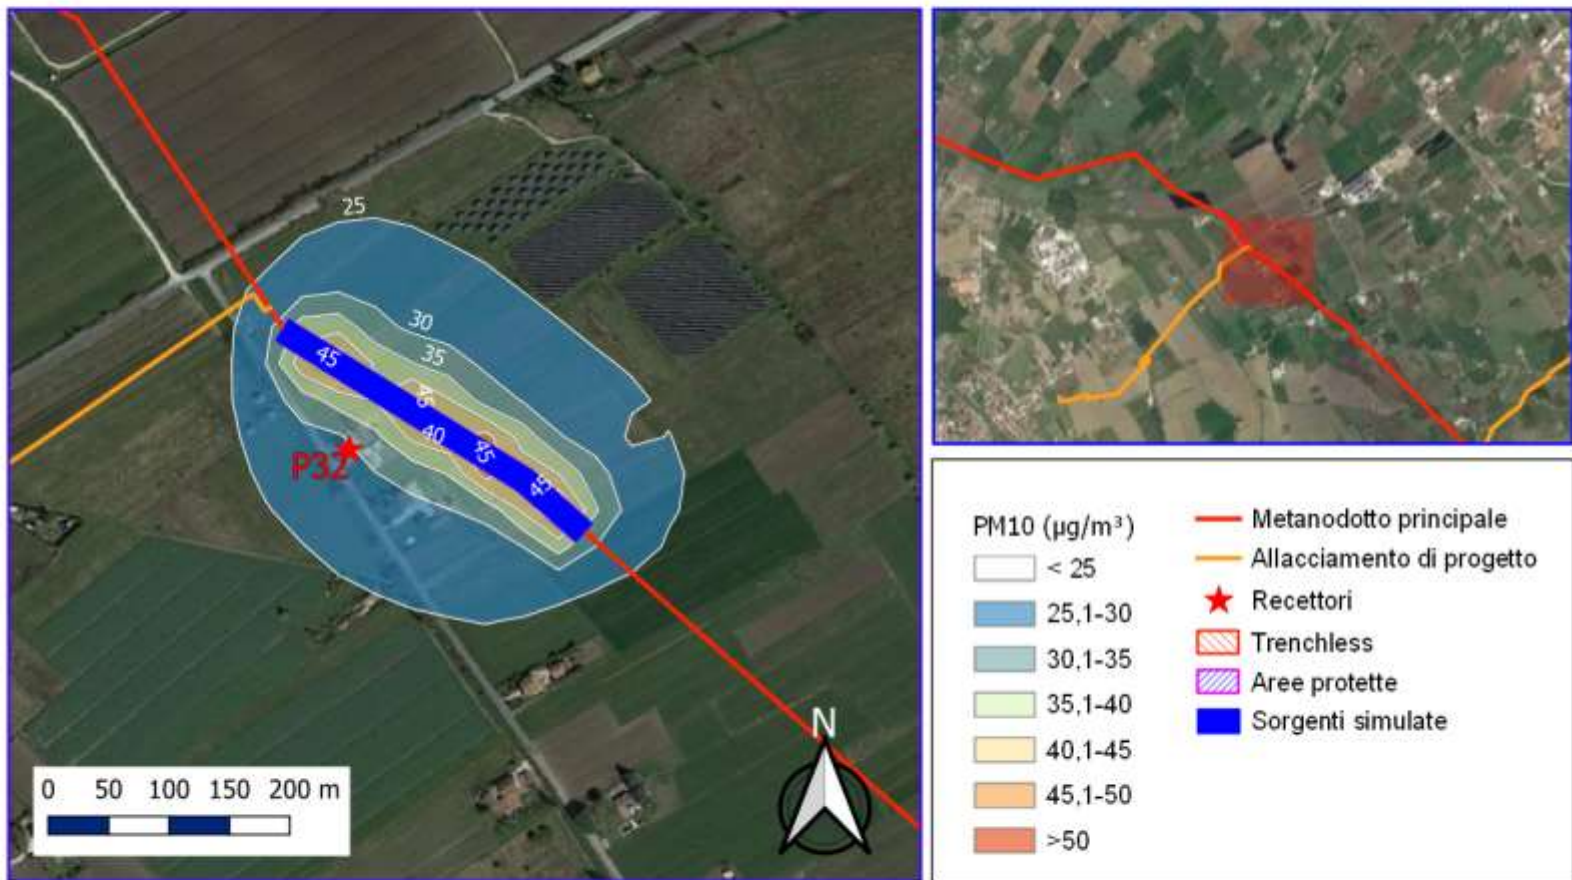 25
30
35
45
45
40
45
45
P32
N
0 50 100 150 200 m
PM10 (µg/m³)
< 25
25,1-30
30,1-35
35,1-40
40,1-45
45,1-50
>50
Metanodotto principale
Allacciamento di progetto
Recettori
Trenchless
Aree protette
Sorgenti simulate